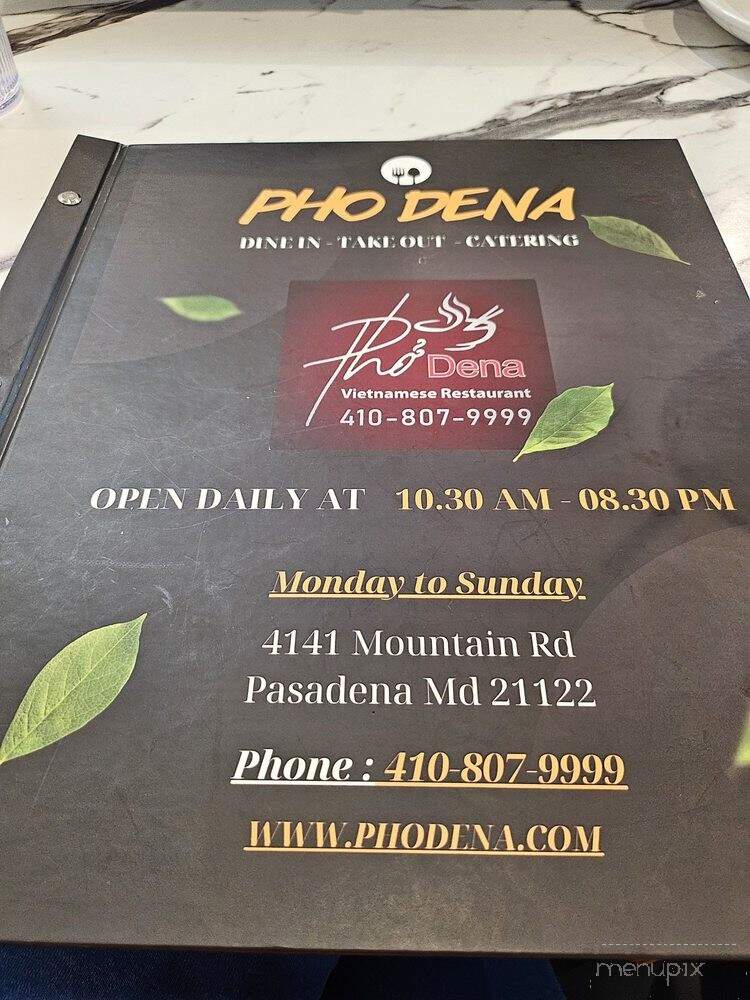 PHO DENA
DINE IN - TAKE OUT - CATERING
Phở Dena
Vietnamese Restaurant
410-807-9999
OPEN DAILY AT 10.30 AM - 08.30 PM
Monday to Sunday
4141 Mountain Rd
Pasadena Md 21122
Phone : 410-807-9999
WWW.PHODENA.COM
menupix